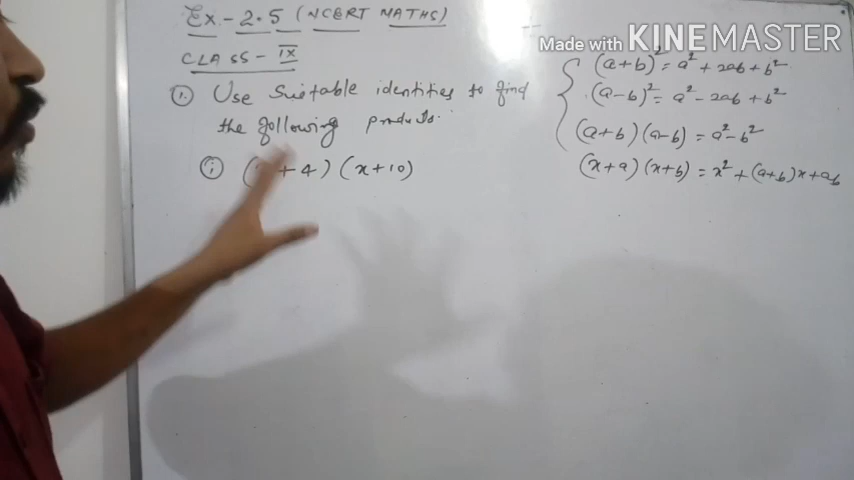 Ex - 2.5 (NCERT MATHS)
CLASS - IX
1. Use Suitable identities to find
the following products.
(i) ( + 4) (x + 10)
Made with KINEMASTER
(a+b)² = a² + 2ab + b²
(a-b)² = a² - 2ab + b²
(a+b) (a-b) = a² - b²
(x+a) (x+b) = x² + (a+b)x + ab